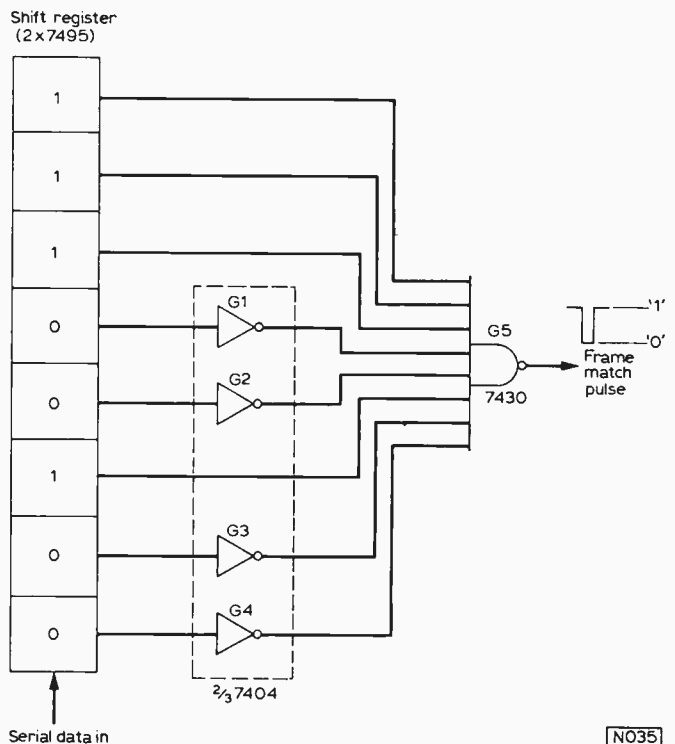 Shift register
(2x7495)
1
1
1
0
G1
0
G2
1
0
G3
0
G4
2/3 7404
G5
7430
'1'
'0'
Frame
match
pulse
Serial data in
N035